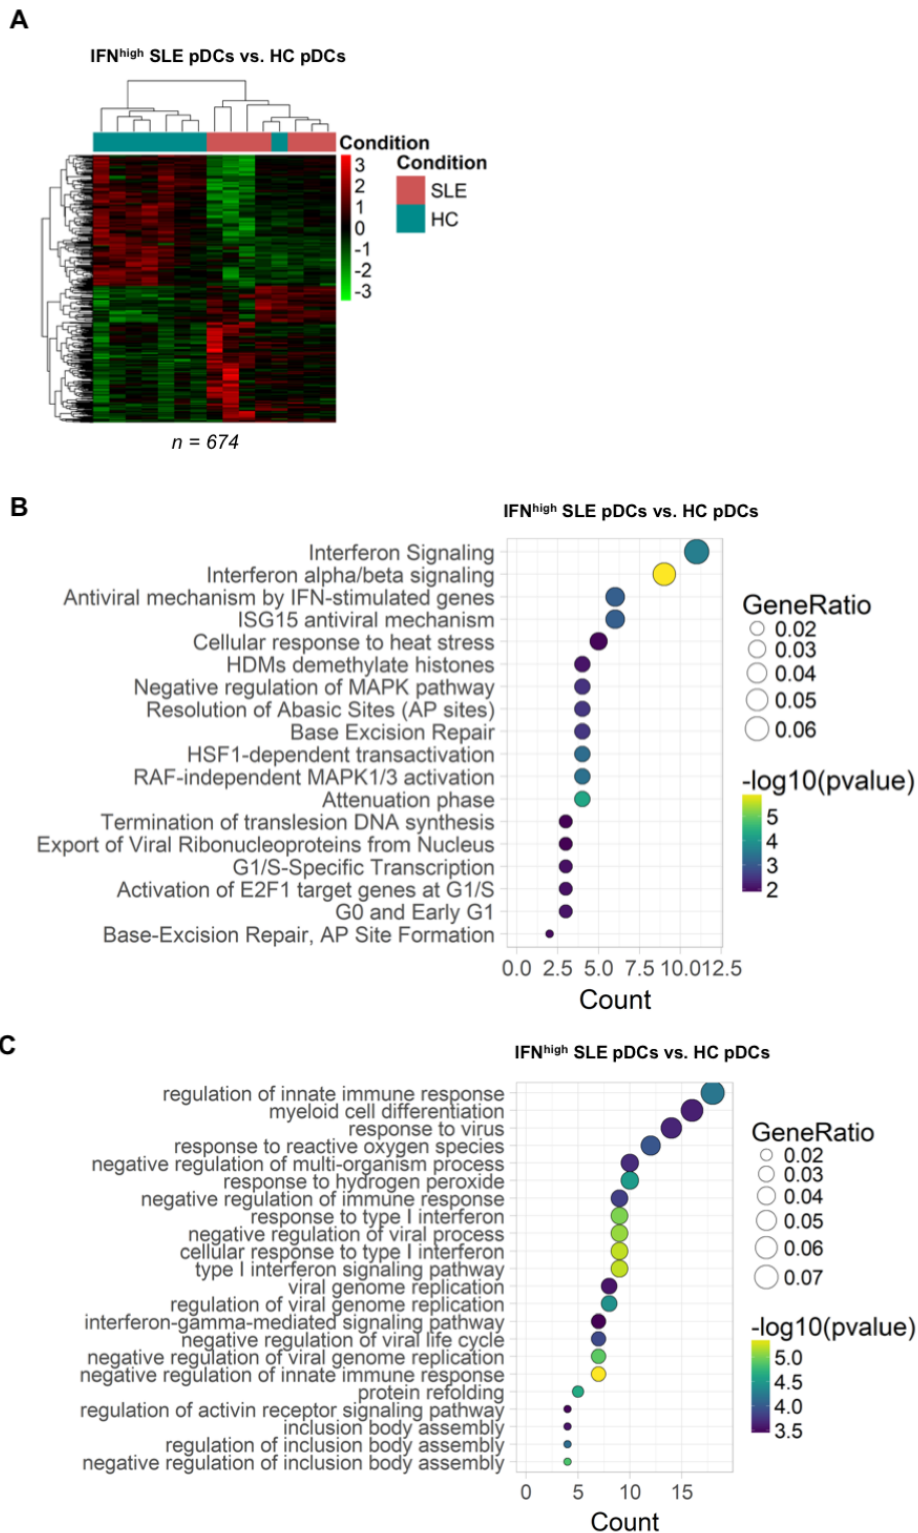 A
IFNhigh SLE pDCs vs. HC pDCs
Condition
3
2
1
0
-1
-2
-3
Condition
SLE
HC
n = 674
B
IFNhigh SLE pDCs vs. HC pDCs
Interferon Signaling
Interferon alpha/beta signaling
Antiviral mechanism by IFN-stimulated genes
ISG15 antiviral mechanism
Cellular response to heat stress
HDMs demethylate histones
Negative regulation of MAPK pathway
Resolution of Abasic Sites (AP sites)
Base Excision Repair
HSF1-dependent transactivation
RAF-independent MAPK1/3 activation
Attenuation phase
Termination of translesion DNA synthesis
Export of Viral Ribonucleoproteins from Nucleus
G1/S-Specific Transcription
Activation of E2F1 target genes at G1/S
G0 and Early G1
Base-Excision Repair, AP Site Formation
0.0 2.5 5.0 7.5 10.0 12.5
Count
GeneRatio
0.02
0.03
0.04
0.05
0.06
-log10(pvalue)
5
4
3
2
C
IFNhigh SLE pDCs vs. HC pDCs
regulation of innate immune response
myeloid cell differentiation
response to virus
response to reactive oxygen species
negative regulation of multi-organism process
response to hydrogen peroxide
negative regulation of immune response
response to type I interferon
negative regulation of viral process
cellular response to type I interferon
type I interferon signaling pathway
viral genome replication
regulation of viral genome replication
interferon-gamma-mediated signaling pathway
negative regulation of viral life cycle
negative regulation of viral genome replication
negative regulation of innate immune response
protein refolding
regulation of activin receptor signaling pathway
inclusion body assembly
regulation of inclusion body assembly
negative regulation of inclusion body assembly
0 5 10 15
Count
GeneRatio
0.02
0.03
0.04
0.05
0.06
0.07
-log10(pvalue)
5.0
4.5
4.0
3.5